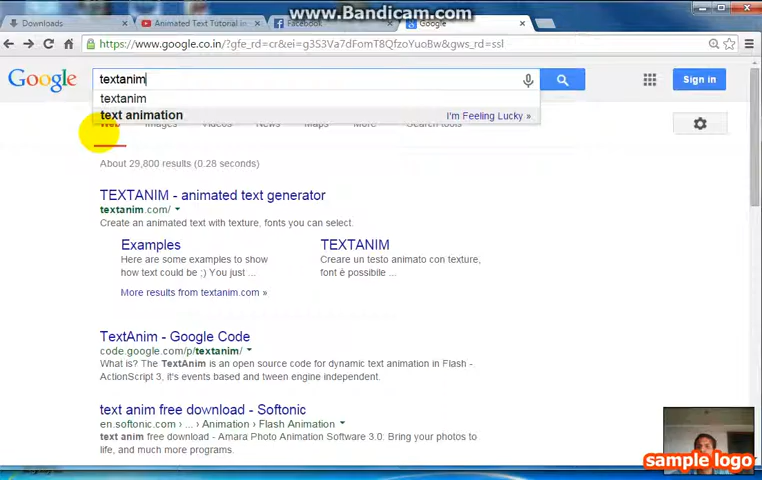 www.Bandicam.com
Downloads
Animated Text Tutorial in
Facebook
Google
https://www.google.co.in/?gfe_rd=cr&ei=g3S3Va7dFomT8QfzoYuoBw&gws_rd=ssl
Google
textanim
Sign in
textanim
text animation
I'm Feeling Lucky »
Web Images Videos News Maps More Search tools
About 29,800 results (0.28 seconds)
TEXTANIM - animated text generator
textanim.com/
Create an animated text with texture, fonts you can select.
Examples
TEXTANIM
Here are some examples to show
Creare un testo animato con texture,
how text could be ;) You just ...
font è possibile ...
More results from textanim.com »
TextAnim - Google Code
code.google.com/p/textanim/
What is? The TextAnim is an open source code for dynamic text animation in Flash -
ActionScript 3, it's events based and tween engine independent.
text anim free download - Softonic
en.softonic.com › ... › Animation › Flash Animation
text anim free download - Amara Photo Animation Software 3.0: Bring your photos to
life, and much more programs.
sample logo